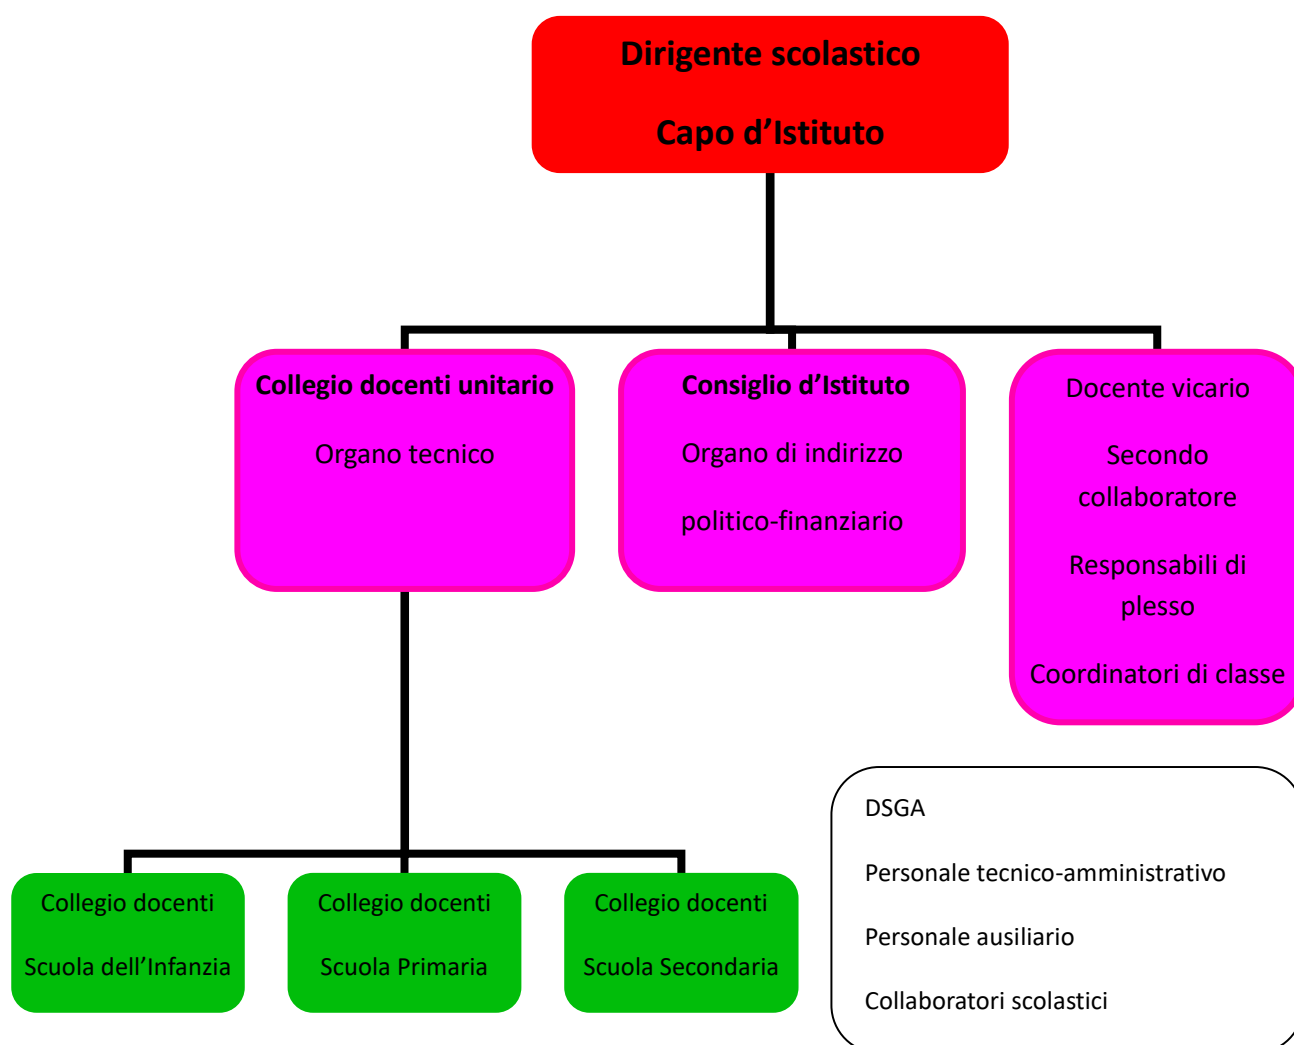 Dirigente scolastico
Capo d’Istituto
Collegio docenti unitario
Organo tecnico
Consiglio d’Istituto
Organo di indirizzo
politico-finanziario
Docente vicario
Secondo
collaboratore
Responsabili di
plesso
Coordinatori di classe
Collegio docenti
Scuola dell’Infanzia
Collegio docenti
Scuola Primaria
Collegio docenti
Scuola Secondaria
DSGA
Personale tecnico-amministrativo
Personale ausiliario
Collaboratori scolastici